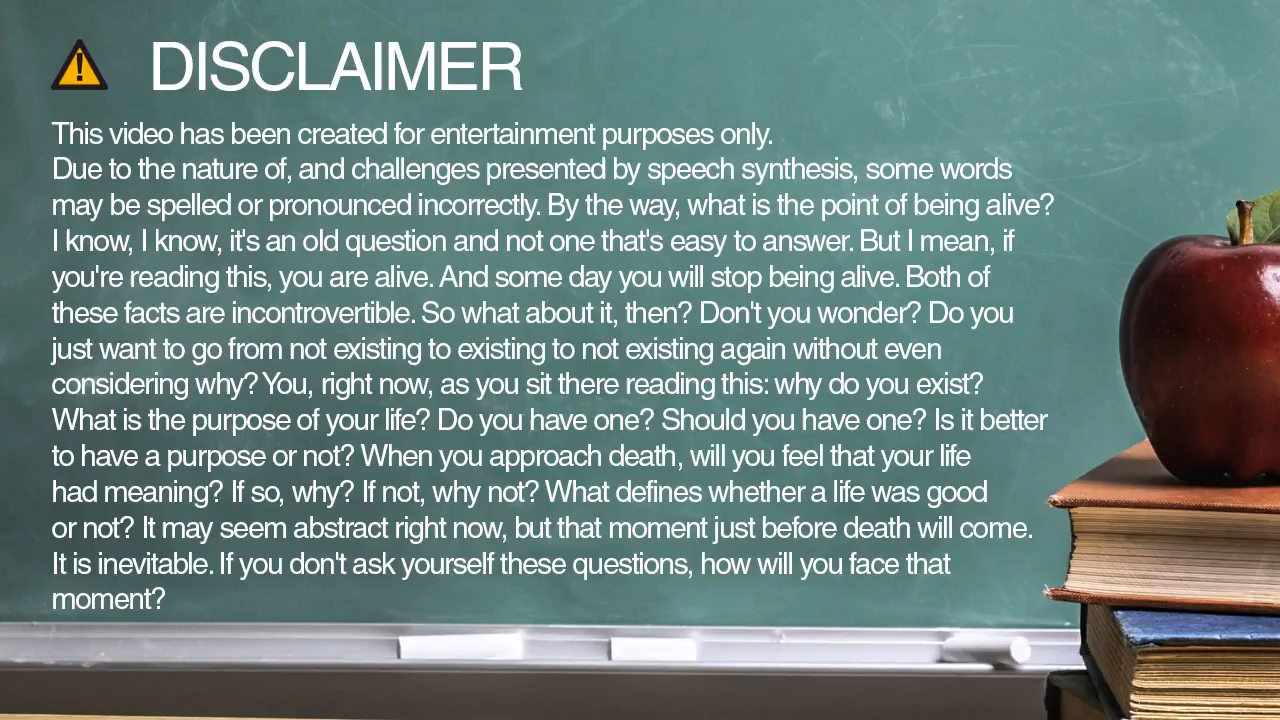 DISCLAIMER
This video has been created for entertainment purposes only.
Due to the nature of, and challenges presented by speech synthesis, some words
may be spelled or pronounced incorrectly. By the way, what is the point of being alive?
I know, I know, it's an old question and not one that's easy to answer. But I mean, if
you're reading this, you are alive. And some day you will stop being alive. Both of
these facts are incontrovertible. So what about it, then? Don't you wonder? Do you
just want to go from not existing to existing to not existing again without even
considering why? You, right now, as you sit there reading this: why do you exist?
What is the purpose of your life? Do you have one? Should you have one? Is it better
to have a purpose or not? When you approach death, will you feel that your life
had meaning? If so, why? If not, why not? What defines whether a life was good
or not? It may seem abstract right now, but that moment just before death will come.
It is inevitable. If you don't ask yourself these questions, how will you face that
moment?